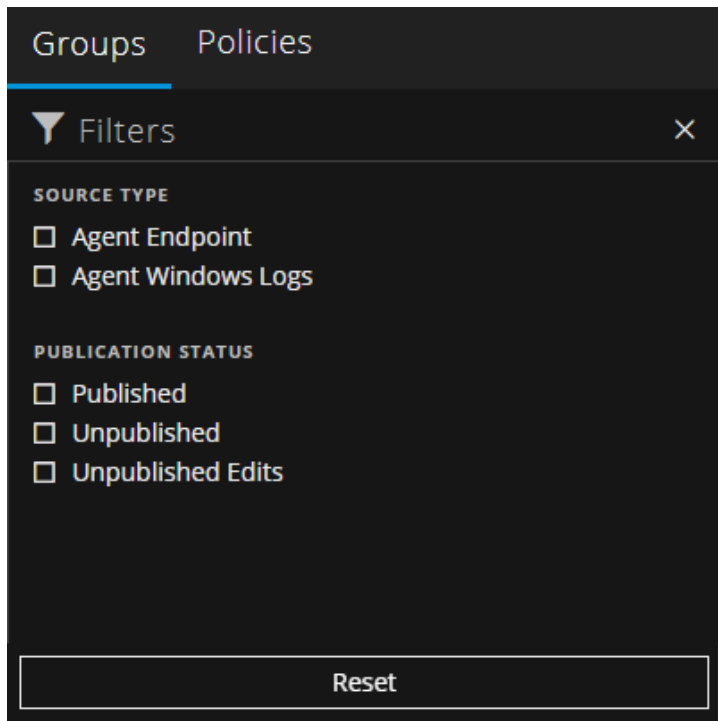 Groups Policies
Filters
SOURCE TYPE
Agent Endpoint
Agent Windows Logs
PUBLICATION STATUS
Published
Unpublished
Unpublished Edits
Reset